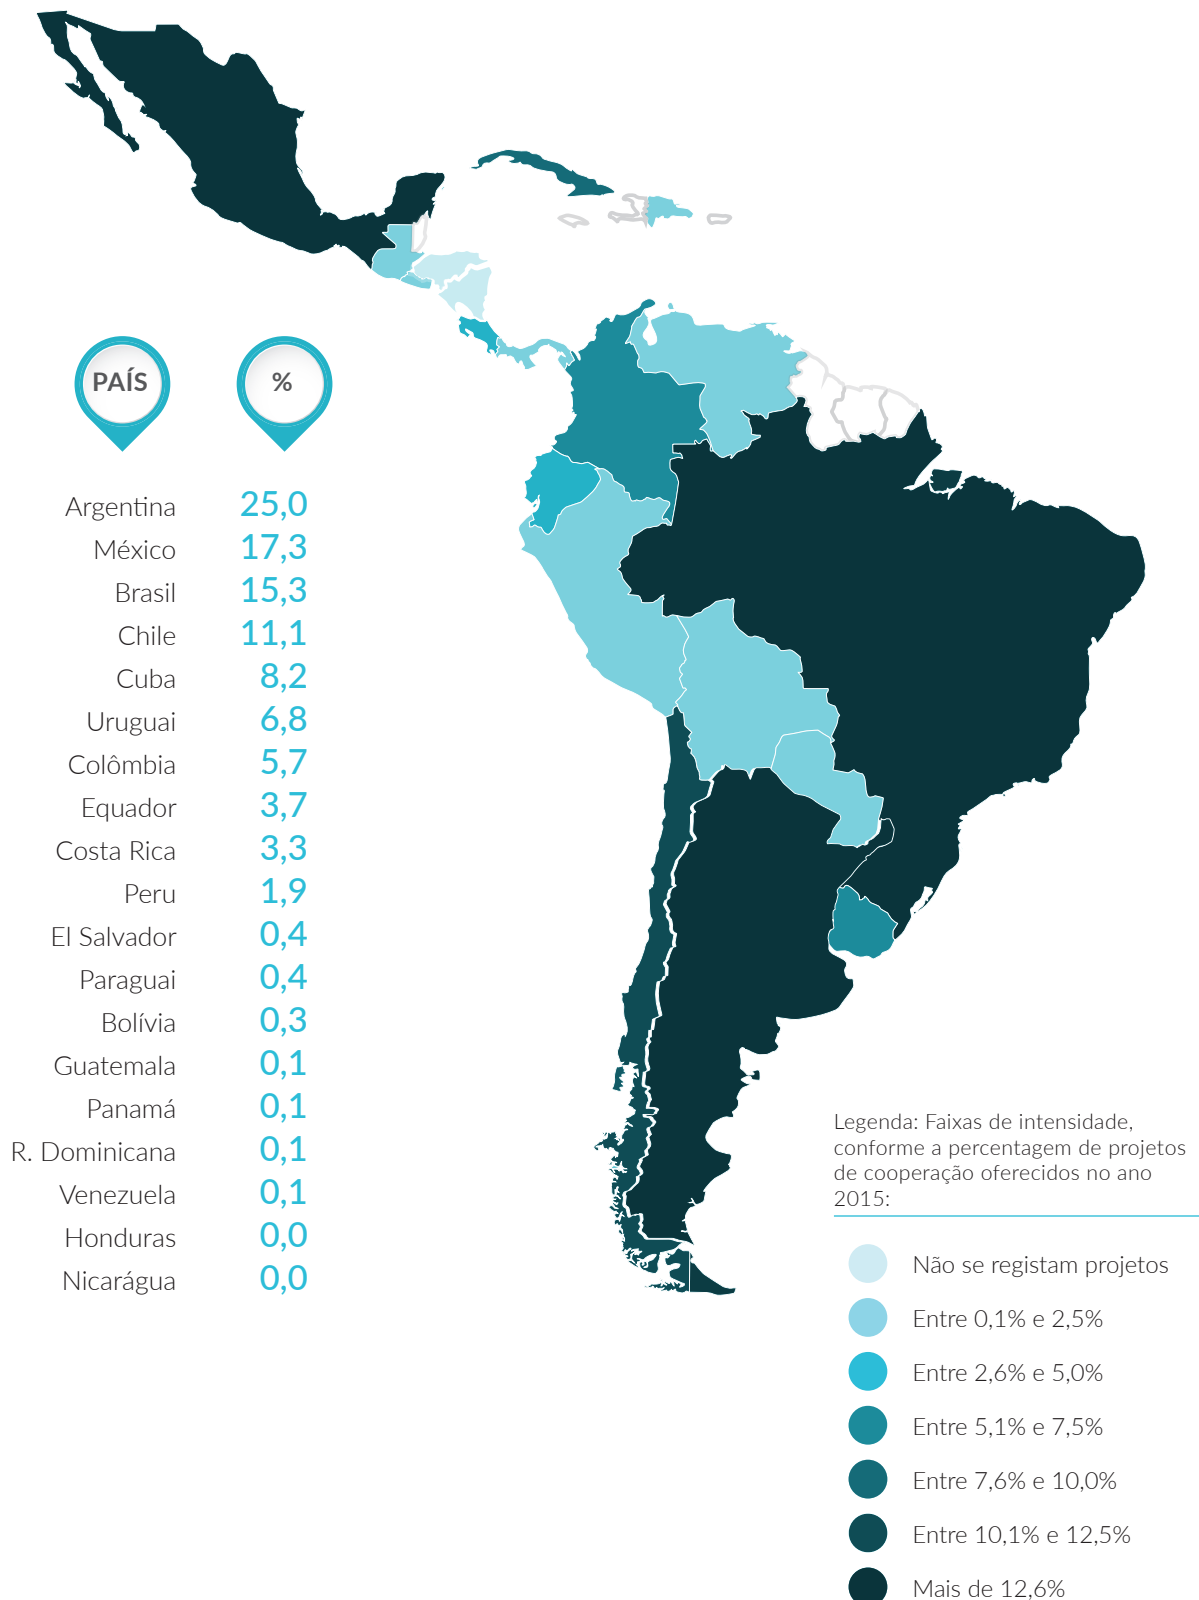 PAÍS %
Argentina 25,0
México 17,3
Brasil 15,3
Chile 11,1
Cuba 8,2
Uruguai 6,8
Colômbia 5,7
Equador 3,7
Costa Rica 3,3
Peru 1,9
El Salvador 0,4
Paraguai 0,4
Bolívia 0,3
Guatemala 0,1
Panamá 0,1
R. Dominicana 0,1
Venezuela 0,1
Honduras 0,0
Nicarágua 0,0
Legenda: Faixas de intensidade,
conforme a percentagem de projetos
de cooperação oferecidos no ano
2015:
Não se registam projetos
Entre 0,1% e 2,5%
Entre 2,6% e 5,0%
Entre 5,1% e 7,5%
Entre 7,6% e 10,0%
Entre 10,1% e 12,5%
Mais de 12,6%